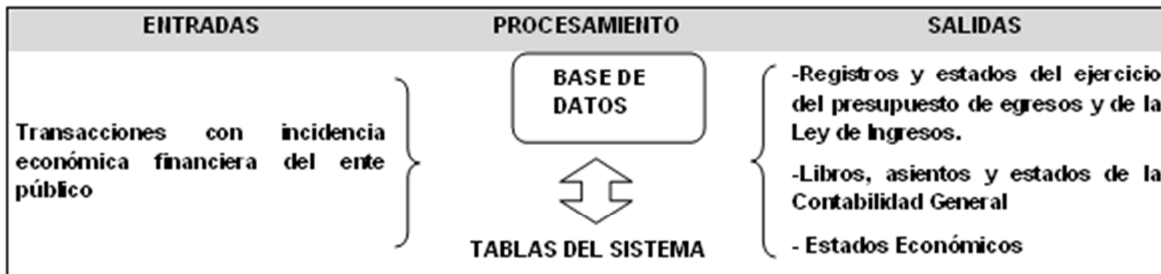 ENTRADAS PROCESAMIENTO SALIDAS
Transacciones con incidencia
económica financiera del ente
público
BASE DE
DATOS
TABLAS DEL SISTEMA
-Registros y estados del ejercicio
del presupuesto de egresos y de la
Ley de Ingresos.
-Libros, asientos y estados de la
Contabilidad General
- Estados Económicos